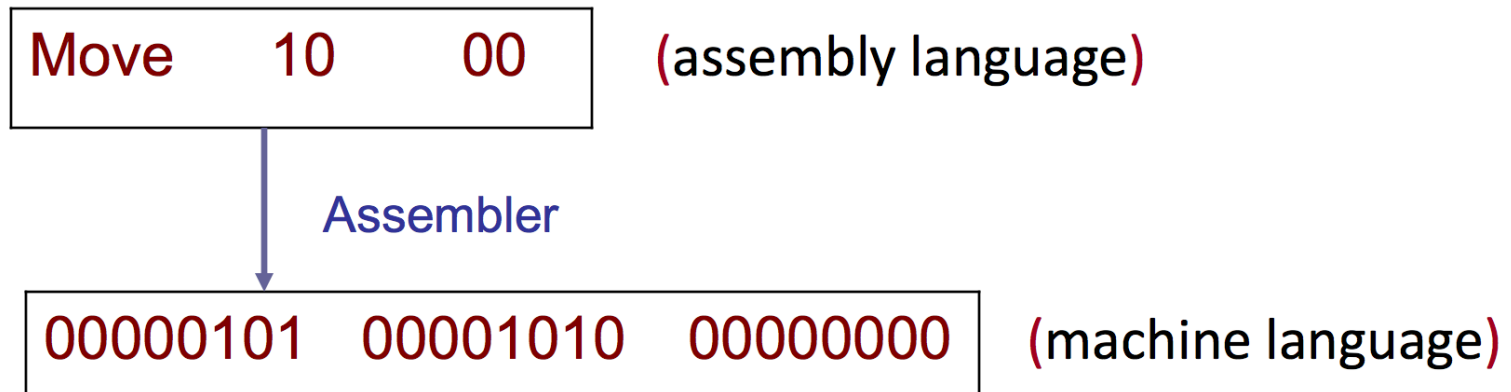 Move 10 00 (assembly language)
Assembler
00000101 00001010 00000000 (machine language)